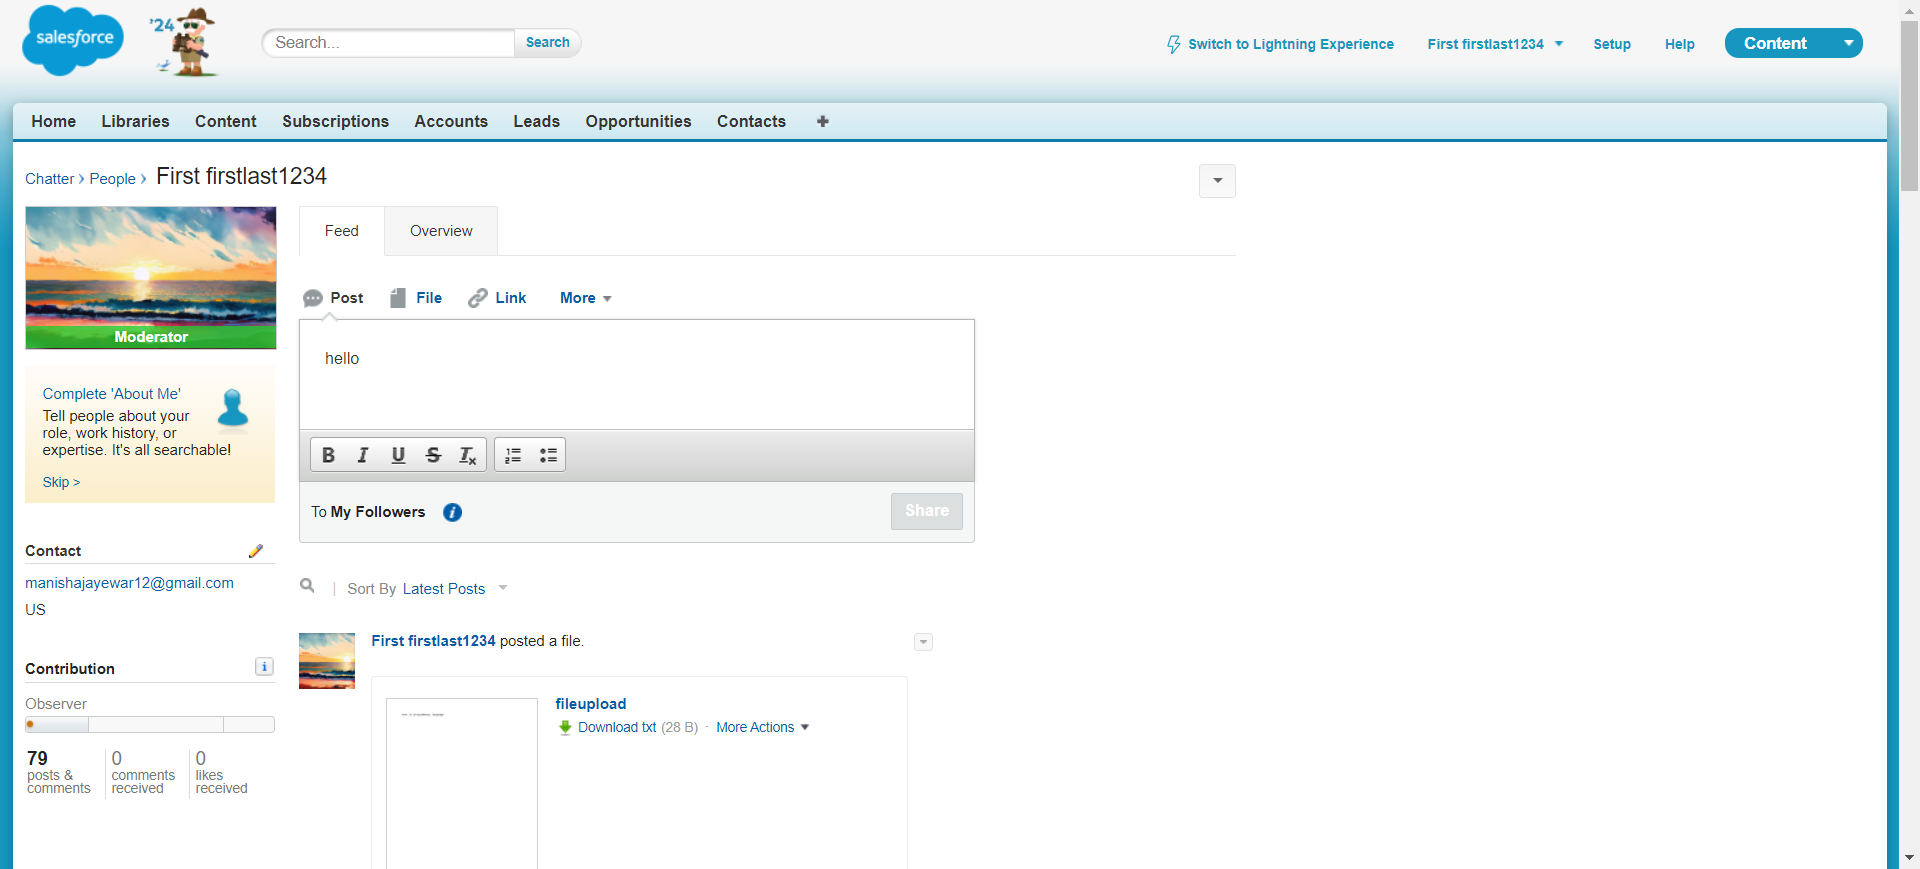 salesforce
'24
Search...
Search
Switch to Lightning Experience
First firstlast1234
Setup
Help
Content
Home
Libraries
Content
Subscriptions
Accounts
Leads
Opportunities
Contacts
Chatter › People › First firstlast1234
Moderator
Complete 'About Me'
Tell people about your
role, work history, or
expertise. It's all searchable!
Skip >
Contact
manishajayewar12@gmail.com
US
Contribution
Observer
79
posts &
comments
0
comments
received
0
likes
received
Feed
Overview
Post
File
Link
More
hello
To My Followers
Share
Sort By Latest Posts
First firstlast1234 posted a file.
fileupload
Download txt (28 B) · More Actions